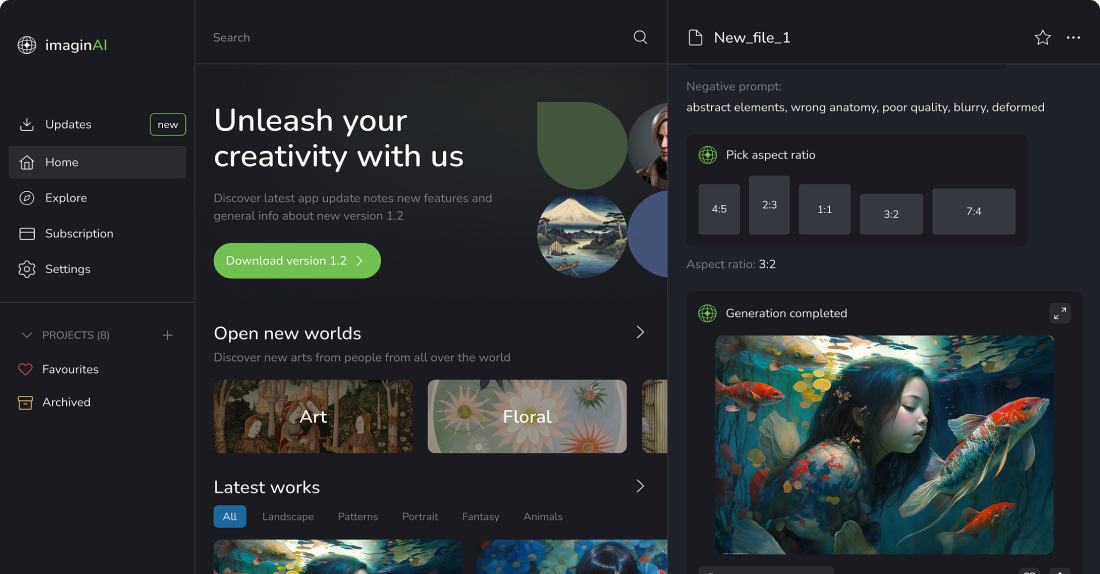 imaginAI
Updates
new
Home
Explore
Subscription
Settings
PROJECTS (8)
Favourites
Archived
Search
Unleash your
creativity with us
Discover latest app update notes new features and
general info about new version 1.2
Download version 1.2
Open new worlds
Discover new arts from people from all over the world
Art
Floral
Latest works
All
Landscape
Patterns
Portrait
Fantasy
Animals
New_file_1
Negative prompt:
abstract elements, wrong anatomy, poor quality, blurry, deformed
Pick aspect ratio
4:5
2:3
1:1
3:2
7:4
Aspect ratio: 3:2
Generation completed